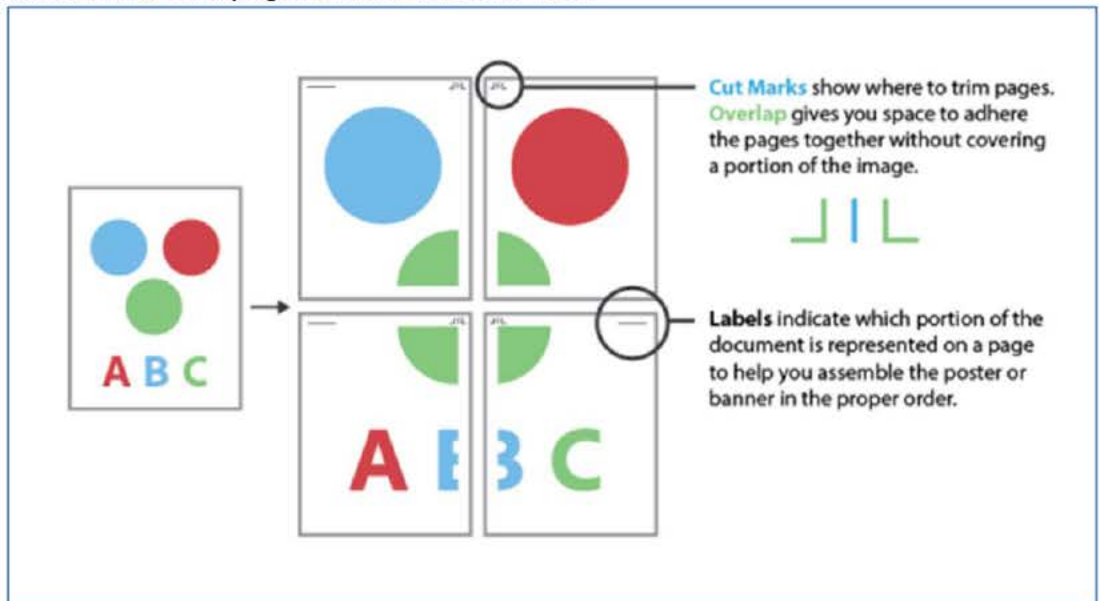 A B C
A B
B C
Cut Marks show where to trim pages.
Overlap gives you space to adhere
the pages together without covering
a portion of the image.
Labels indicate which portion of the
document is represented on a page
to help you assemble the poster or
banner in the proper order.